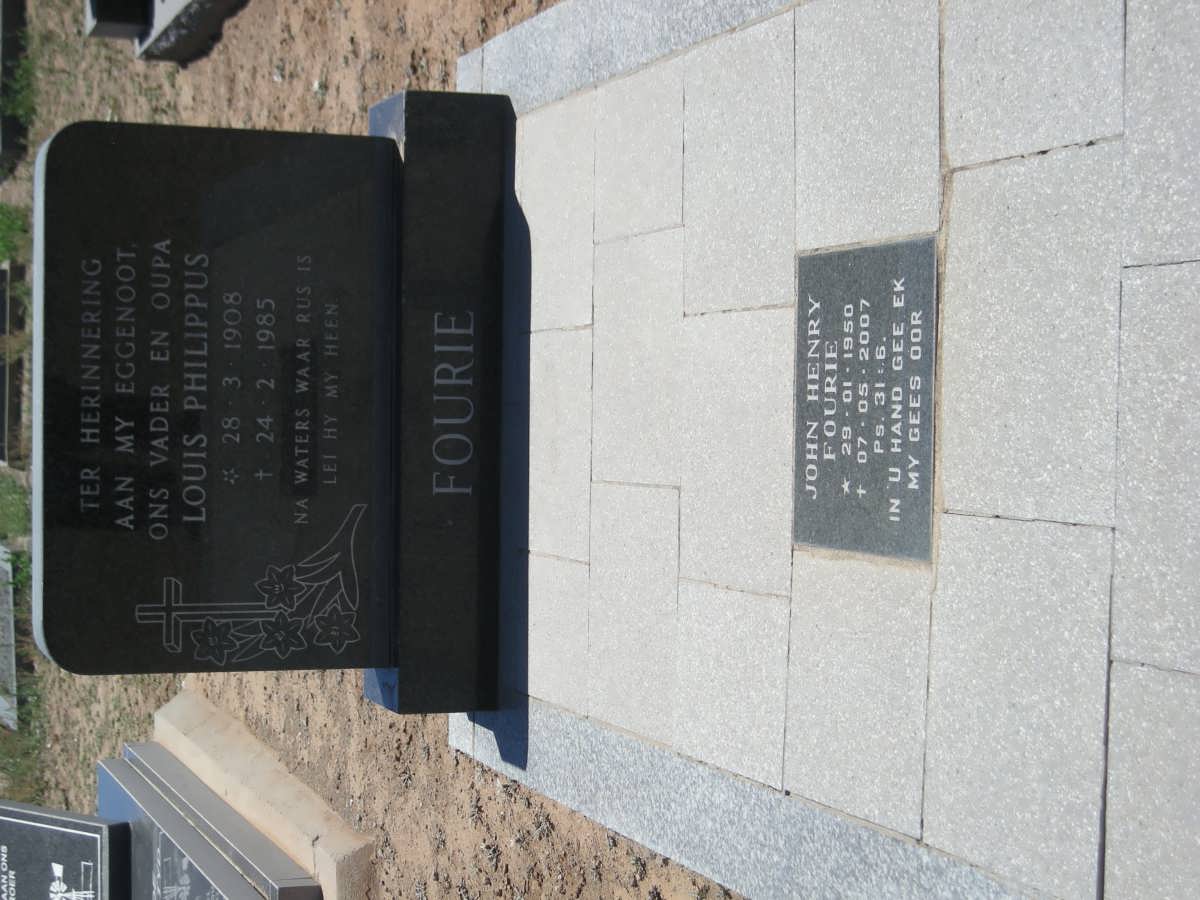 TER HERINNERING
AAN MY EGGENOOT,
ONS VADER EN OUPA
LOUIS PHILIPPUS
28 · 3 · 1908
† 24 · 2 · 1985
NA WATERS WAAR RUS IS
LEI HY MY HEEN.
FOURIE
JOHN HENRY
FOURIE
★ 29 · 01 · 1950
† 07 · 05 · 2007
PS. 31:6.
IN U HAND GEE EK
MY GEES OOR
AAN ONS